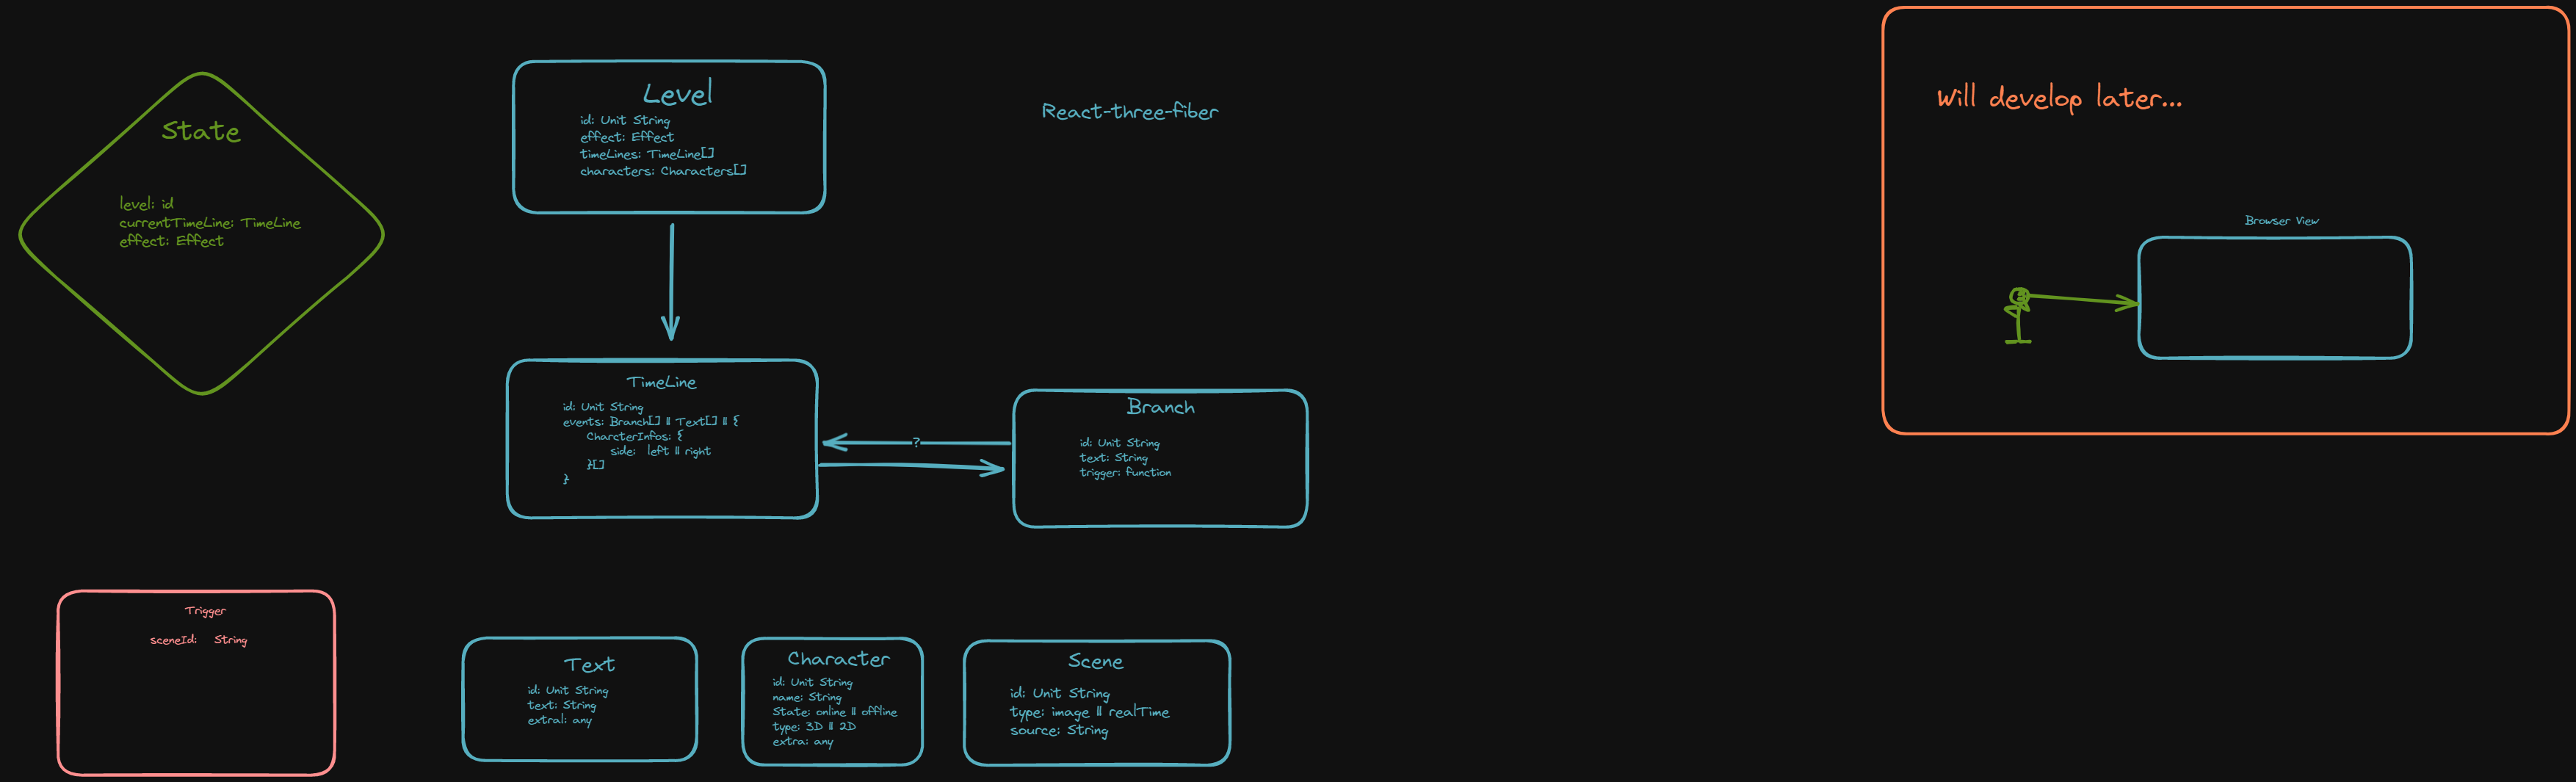 State
level: id
currentTimeLine: TimeLine
effect: Effect
Level
id: Unit String
effect: Effect
timeLines: TimeLine[]
characters: Characters[]
React-three-fiber
Will develop later...
Browser View
TimeLine
id: Unit String
events: Branch[] || Text[] || {
CharcterInfos: {
side: left || right
}[]
}
?
Branch
id: Unit String
text: String
trigger: function
Trigger
sceneId: String
Text
id: Unit String
text: String
extral: any
Character
id: Unit String
name: String
State: online || offline
type: 3D || 2D
extra: any
Scene
id: Unit String
type: image || realTime
source: String